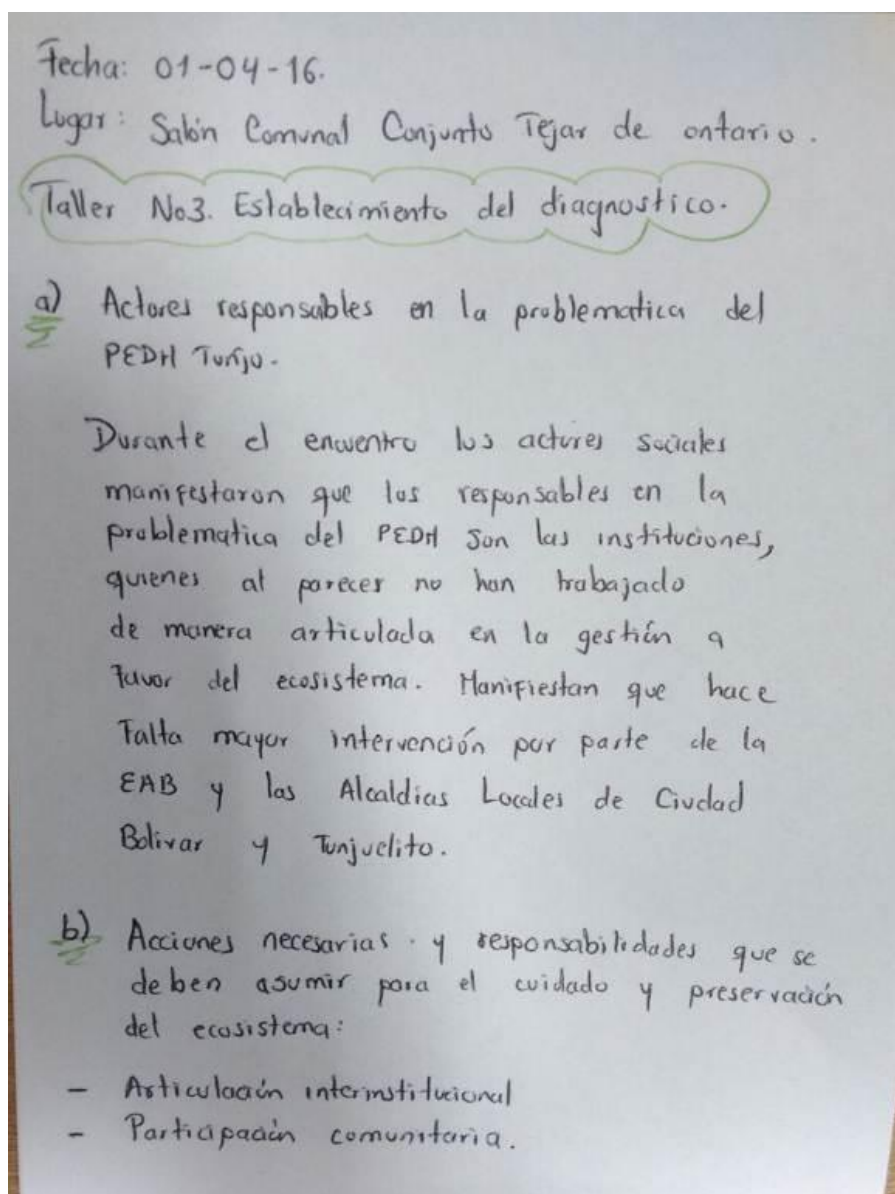 Fecha: 01-04-16.
Lugar: Salón Comunal Conjunto Tejar de ontario.
Taller No3. Establecimiento del diagnostico.
a) Actores responsables en la problematica del
PEDH Tunjo.
Durante el encuentro los actores sociales
manifestaron que los responsables en la
problematica del PEDH son las instituciones,
quienes al parecer no han trabajado
de manera articulada en la gestión a
favor del ecosistema. Manifiestan que hace
falta mayor intervención por parte de la
EAB y las Alcaldias Locales de Ciudad
Bolivar y Tunjuelito.
b) Acciones necesarias y responsabilidades que se
deben asumir para el cuidado y preservación
del ecosistema:
- Articulación interinstitucional
- Participación comunitaria.